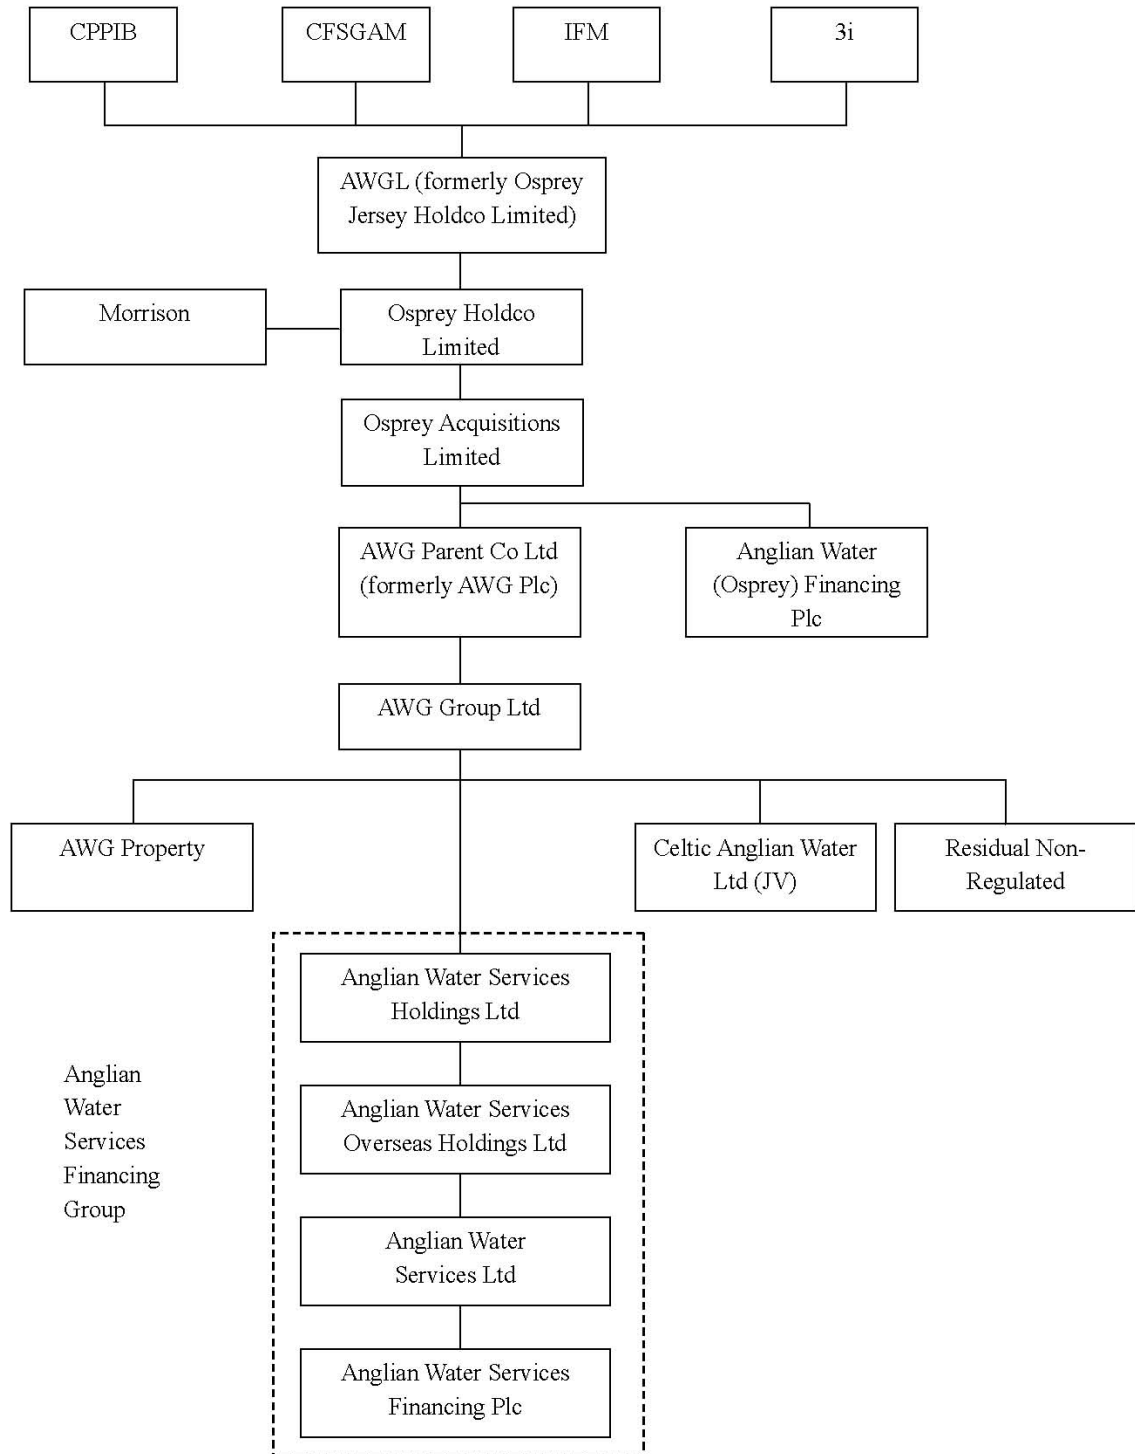 CPPIB
CFSGAM
IFM
3i
AWGL (formerly Osprey
Jersey Holdco Limited)
Morrison
Osprey Holdco
Limited
Osprey Acquisitions
Limited
AWG Parent Co Ltd
(formerly AWG Plc)
Anglian Water
(Osprey) Financing
Plc
AWG Group Ltd
AWG Property
Celtic Anglian Water
Ltd (JV)
Residual Non-
Regulated
Anglian Water Services
Holdings Ltd
Anglian
Water
Services
Financing
Group
Anglian Water Services
Overseas Holdings Ltd
Anglian Water
Services Ltd
Anglian Water Services
Financing Plc